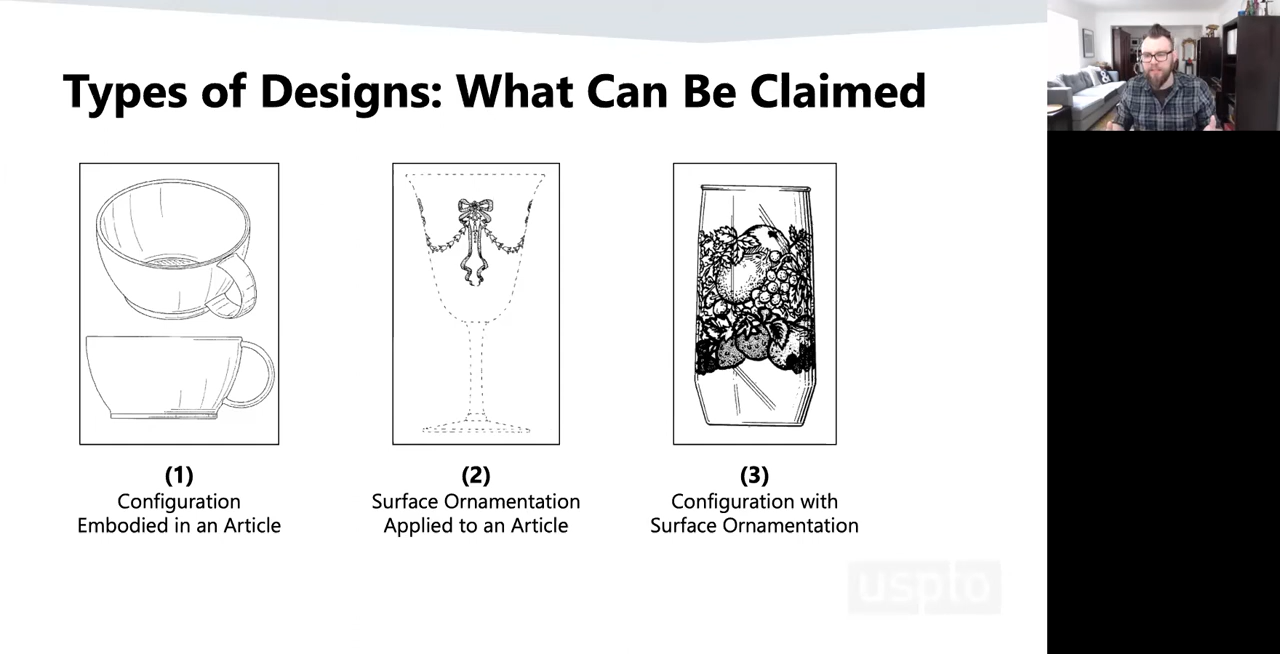 Types of Designs: What Can Be Claimed
(1)
Configuration
Embodied in an Article
(2)
Surface Ornamentation
Applied to an Article
(3)
Configuration with
Surface Ornamentation
uspto